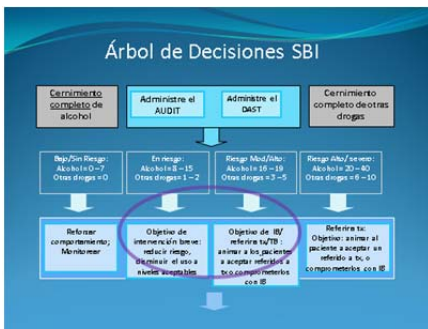 Árbol de Decisiones SBI
Cernimiento
completo de
alcohol
Administre el
AUDIT
Administre el
DAST
Cernimiento
completo de otras
drogas
Bajo/Sin Riesgo:
Alcohol = 0 – 7
Otras drogas = 0
En riesgo:
Alcohol = 8 – 15
Otras drogas = 1 – 2
Riesgo Mod/Alto:
Alcohol = 16 – 19
Otras drogas = 3 – 5
Riesgo Alto/ severo:
Alcohol = 20 – 40
Otras drogas = 6 – 10
Reforzar
comportamiento;
Monitorear
Objetivo de
intervención breve:
reducir riesgo,
disminuir el uso a
niveles aceptables
Objetivo de IB/
referir a tx/TB :
animar a los pacientes
a aceptar referidos a
tx o comprometerlos
con IB
Referir a tx:
Objetivo: animar al
paciente a aceptar un
referido a tx, o
comprometerlos con IB